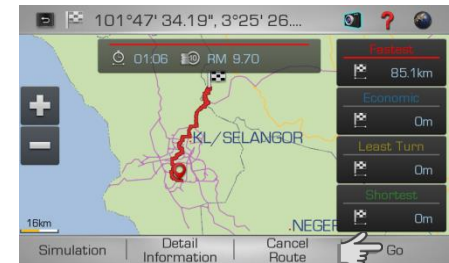 101°47' 34.19", 3°25' 26....
?
01:06 RM 9.70
Fastest
85.1km
Economic
0m
Least Turn
0m
Shortest
0m
KL/SELANGOR
NEGER
16km
Simulation
Detail
Information
Cancel
Route
Go